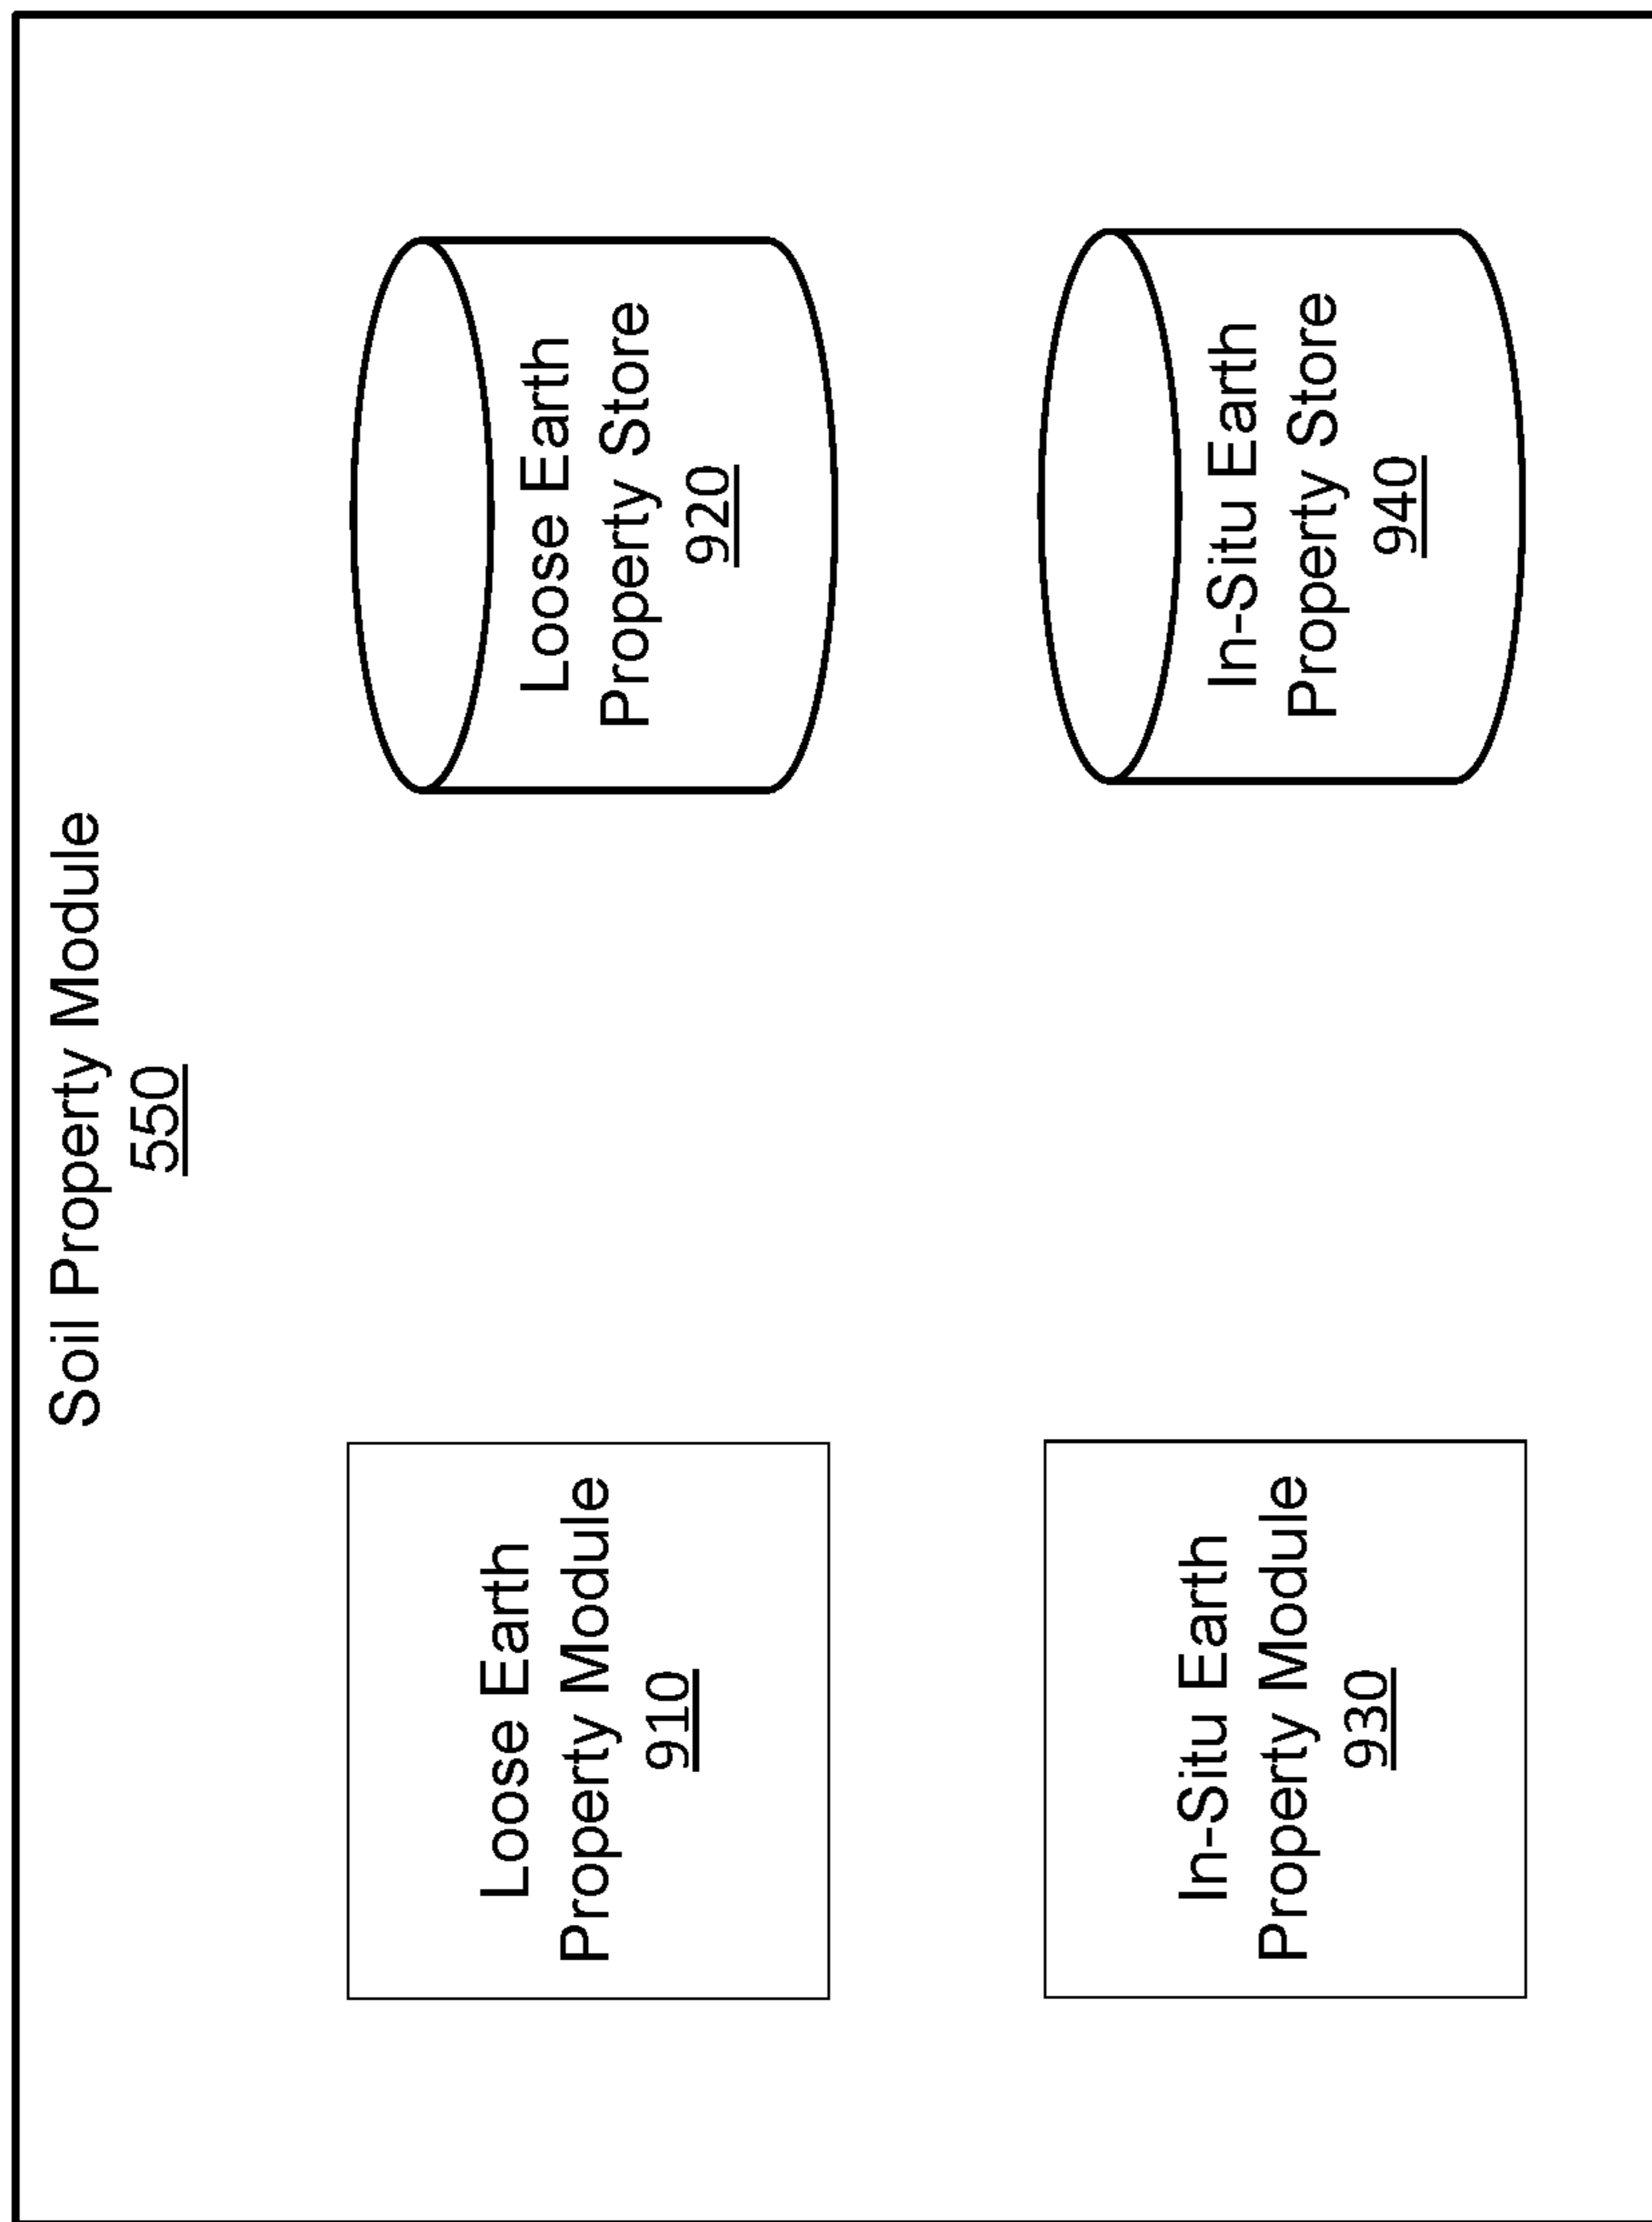 Soil Property Module
550
Loose Earth
Property Module
910
Loose Earth
Property Store
920
In-Situ Earth
Property Module
930
In-Situ Earth
Property Store
940